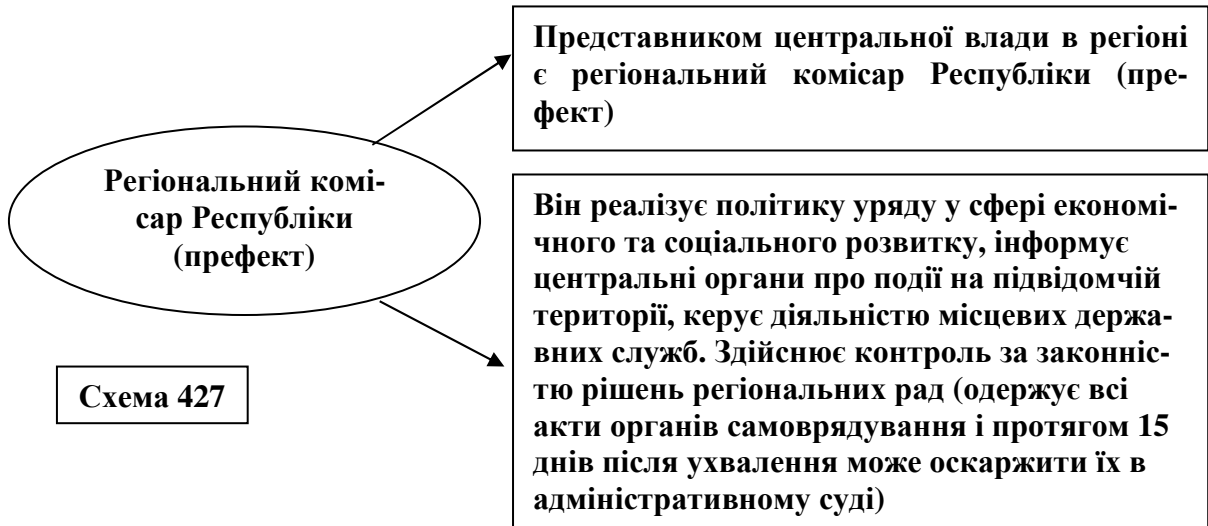 Представником центральної влади в регіоні
є регіональний комісар Республіки (пре-
фект)
Регіональний комі-
сар Республіки
(префект)
Він реалізує політику уряду у сфері економі-
чного та соціального розвитку, інформує
центральні органи про події на підвідомчій
території, керує діяльністю місцевих держа-
вних служб. Здійснює контроль за законніс-
тю рішень регіональних рад (одержує всі
акти органів самоврядування і протягом 15
днів після ухвалення може оскаржити їх в
адміністративному суді)
Схема 427